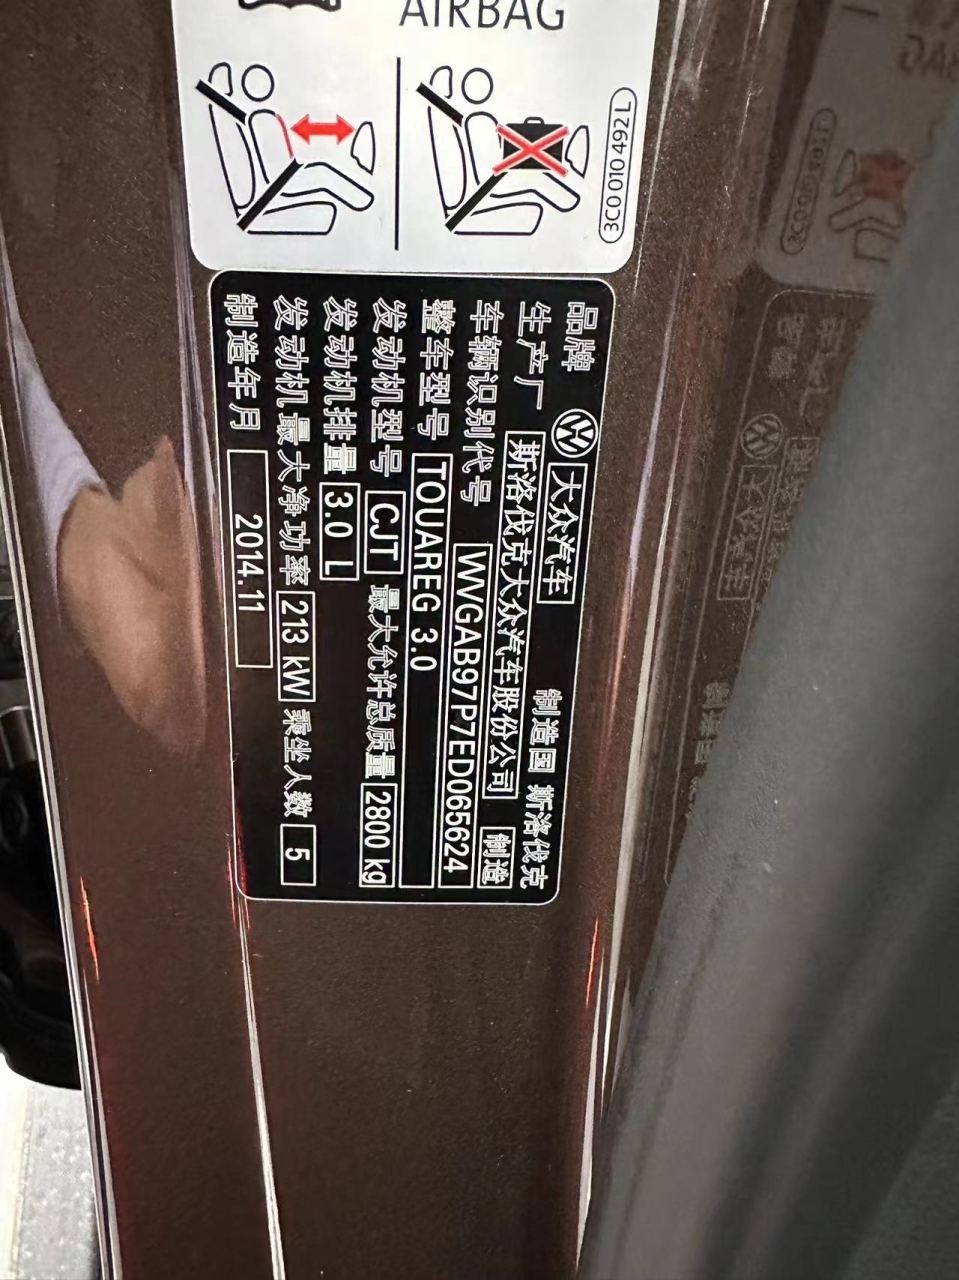 AIRBAG
3C0 010 492 L
品牌 大众汽车 制造国 斯洛伐克
生产厂 斯洛伐克大众汽车股份公司 制造
车辆识别代号 WVGAB97P7ED065624
整车型号 TOUAREG 3.0
发动机型号 CJT 最大允许总质量 2800 kg
发动机排量 3.0 L
发动机最大净功率 213 kW 乘坐人数 5
制造年月 2014.11